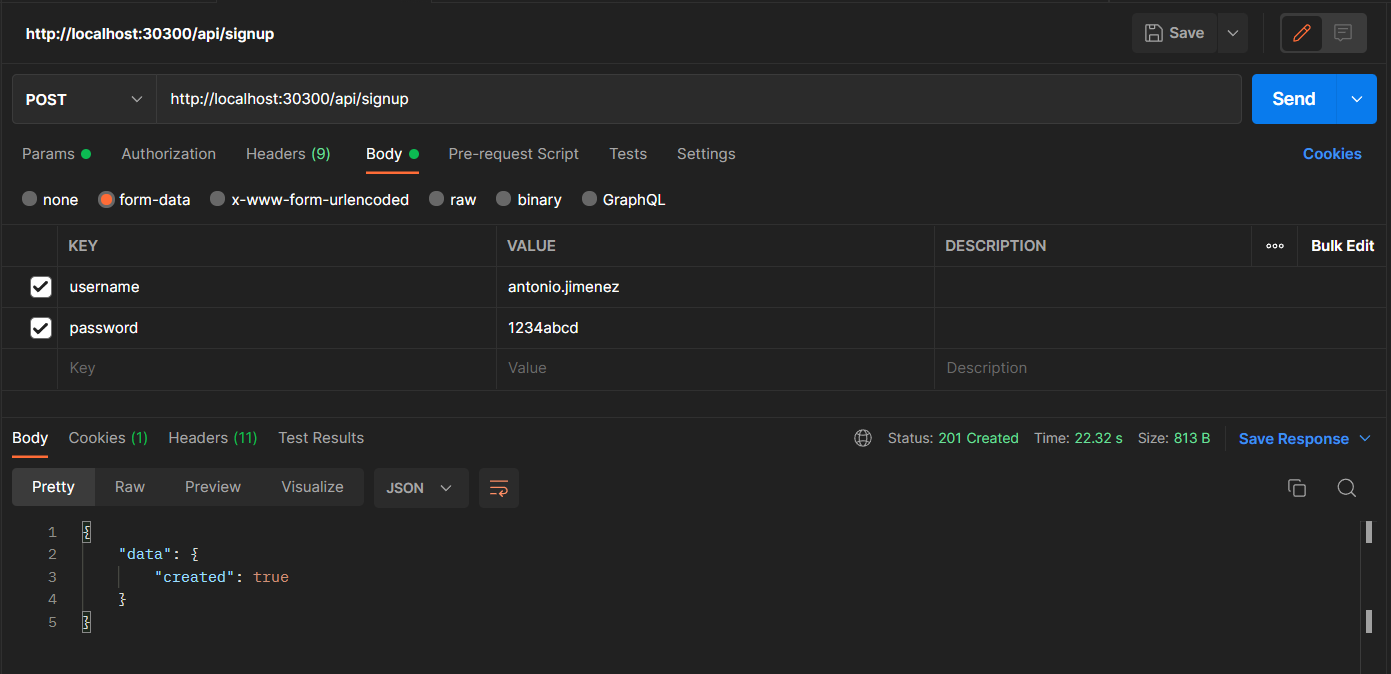 http://localhost:30300/api/signup Save
POST http://localhost:30300/api/signup Send
Params Authorization Headers (9) Body Pre-request Script Tests Settings Cookies
none form-data x-www-form-urlencoded raw binary GraphQL
KEY VALUE DESCRIPTION Bulk Edit
username antonio.jimenez
password 1234abcd
Key Value Description
Body Cookies (1) Headers (11) Test Results Status: 201 Created Time: 22.32 s Size: 813 B Save Response
Pretty Raw Preview Visualize JSON
1 {
2 "data": {
3 "created": true
4 }
5 }